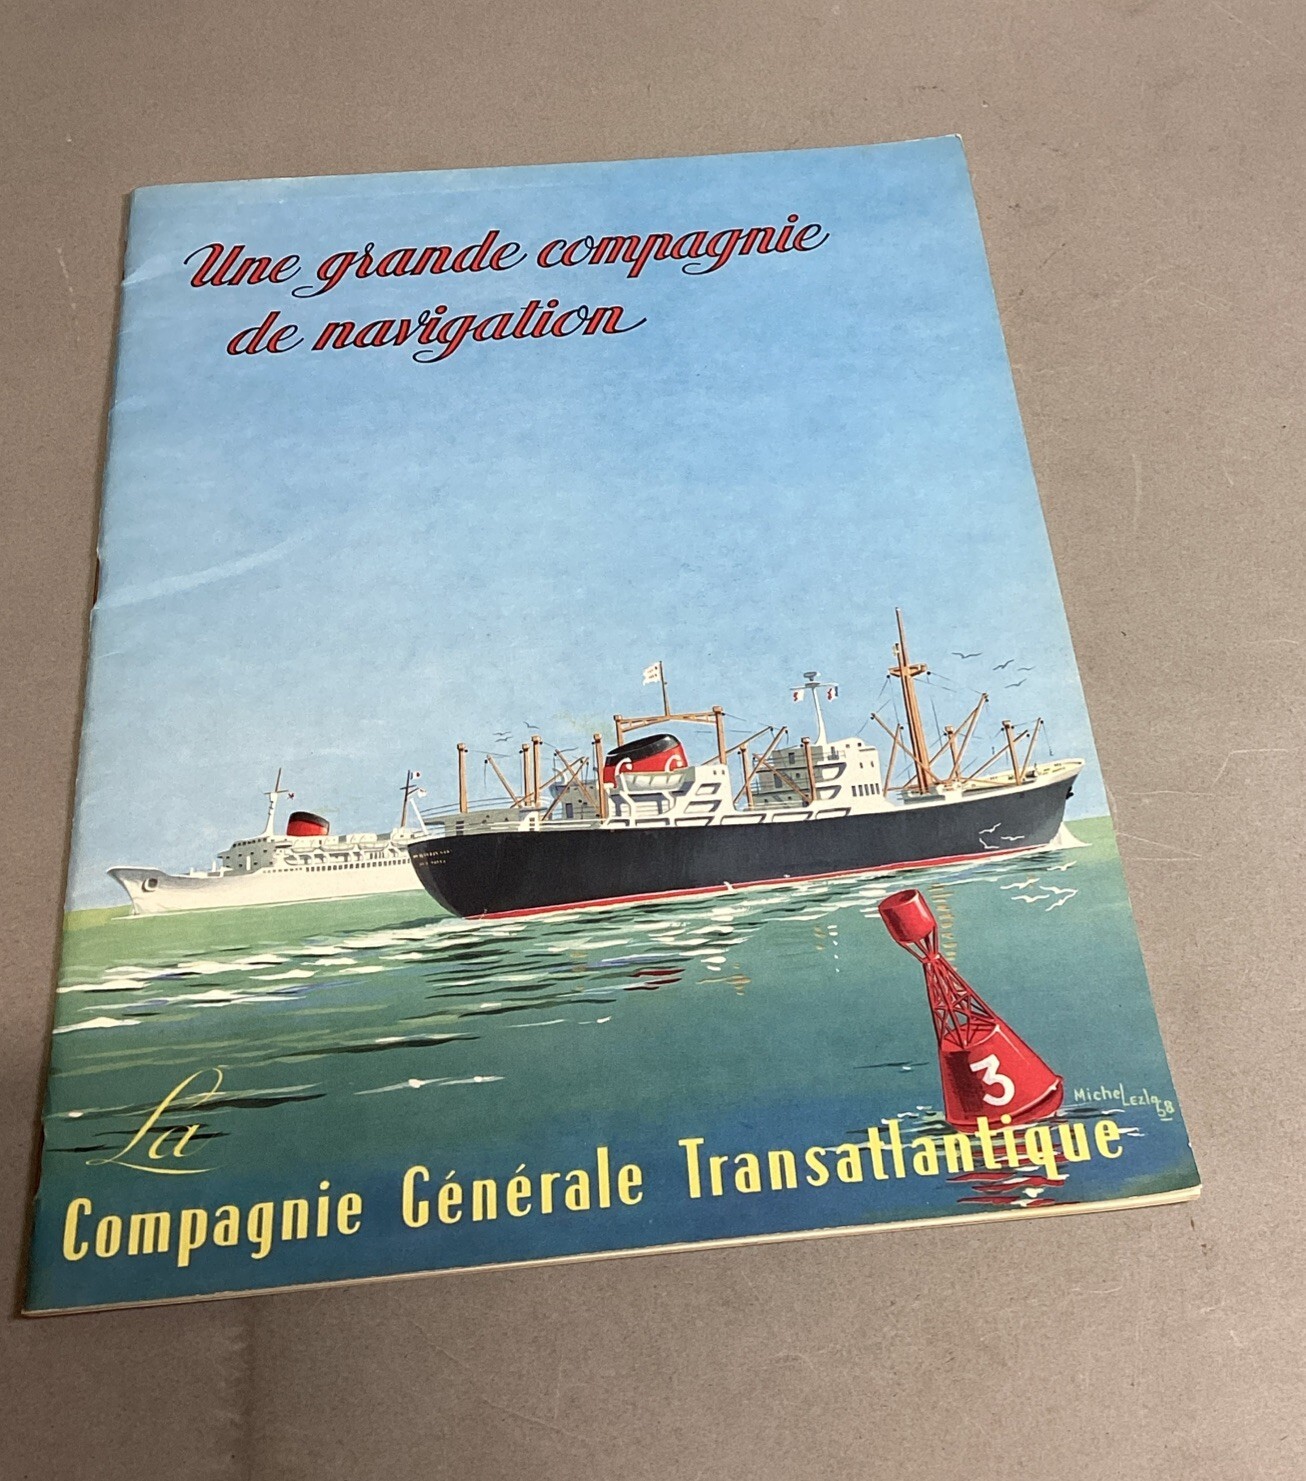 Une grande compagnie
de navigation
3
Michel Lezla
58
La
Compagnie Générale Transatlantique